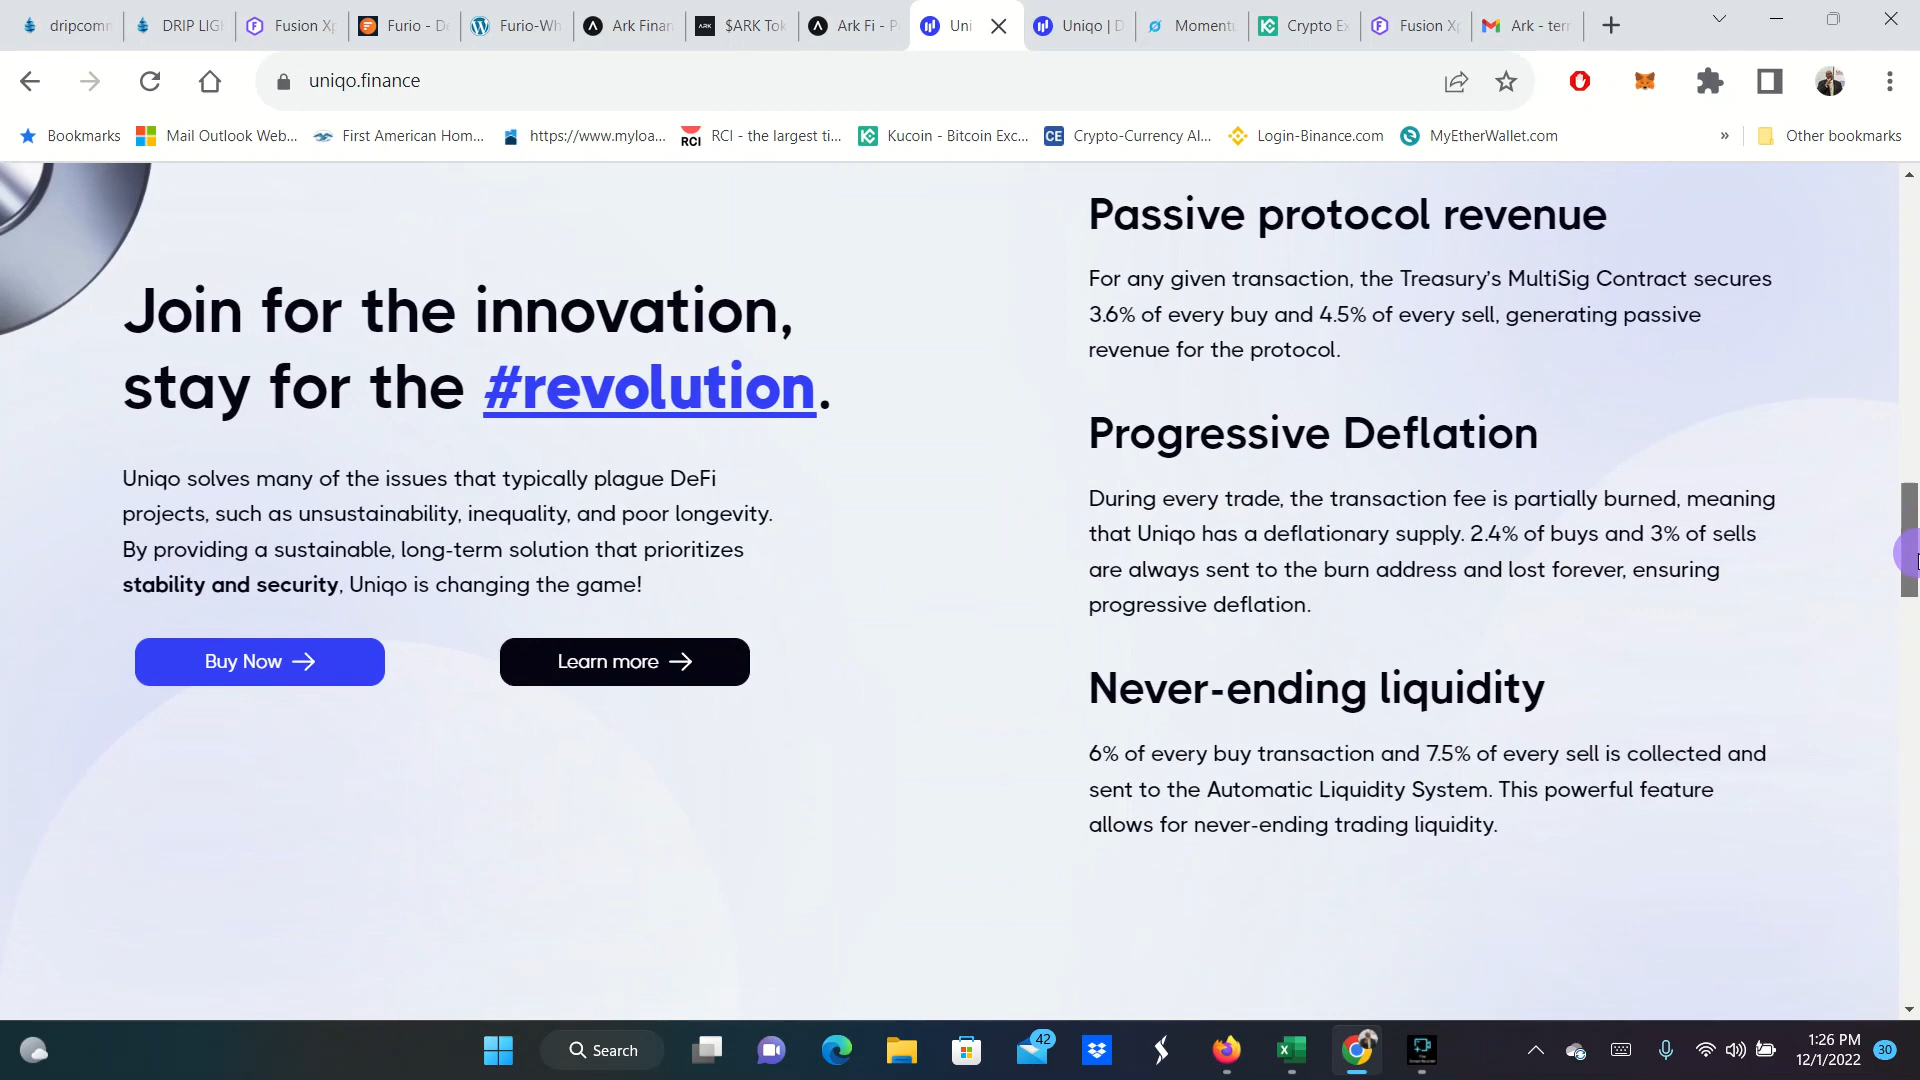 dripcomm
DRIP LIGH
Fusion Xp
Furio - De
Furio-Wh
Ark Finan
ARK
$ARK Tok
Ark Fi - P
Uni
Uniqo | D
Moment
Crypto Ex
Fusion Xp
Ark - terr
uniqo.finance
Bookmarks
Mail Outlook Web...
First American Hom...
https://www.myloa...
RCI
RCI - the largest ti...
Kucoin - Bitcoin Exc...
CE
Crypto-Currency Al...
Login-Binance.com
MyEtherWallet.com
»
Other bookmarks
Join for the innovation,
stay for the #revolution.
Uniqo solves many of the issues that typically plague DeFi
projects, such as unsustainability, inequality, and poor longevity.
By providing a sustainable, long-term solution that prioritizes
stability and security, Uniqo is changing the game!
Buy Now →
Learn more →
Passive protocol revenue
For any given transaction, the Treasury's MultiSig Contract secures
3.6% of every buy and 4.5% of every sell, generating passive
revenue for the protocol.
Progressive Deflation
During every trade, the transaction fee is partially burned, meaning
that Uniqo has a deflationary supply. 2.4% of buys and 3% of sells
are always sent to the burn address and lost forever, ensuring
progressive deflation.
Never-ending liquidity
6% of every buy transaction and 7.5% of every sell is collected and
sent to the Automatic Liquidity System. This powerful feature
allows for never-ending trading liquidity.
Search
42
1:26 PM
12/1/2022
30